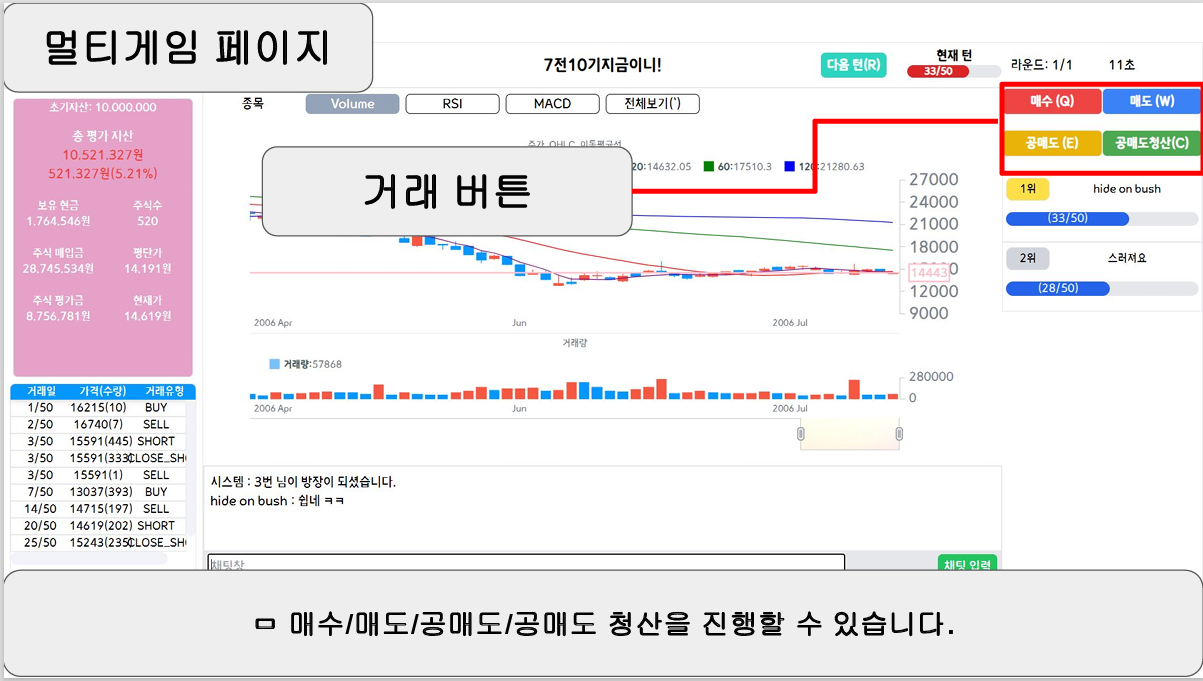 멀티게임 페이지
7전10기지금이니!
다음 턴(R)
현재 턴
33/50
라운드: 1/1
11초
초기자산: 10,000,000
총 평가 자산
10,521,327원
521,327원(5.21%)
보유 현금
주식수
1,764,546원
520
주식 매입금
평단가
28,745,534원
14,191원
주식 평가금
현재가
8,756,781원
14,619원
종목
Volume
RSI
MACD
전체보기(`)
매수 (Q)
매도 (W)
공매도 (E)
공매도청산(C)
거래 버튼
20:14632.05
60:17510.3
120:21280.63
27000
24000
21000
18000
14443
12000
9000
2006 Apr
Jun
2006 Jul
1위
hide on bush
(33/50)
2위
스러져요
(28/50)
거래량
거래량:57868
280000
0
2006 Apr
Jun
2006 Jul
거래일 가격(수량) 거래유형
1/50 16215(10) BUY
2/50 16740(7) SELL
3/50 15591(445) SHORT
3/50 15591(333) CLOSE_SH
3/50 15591(1) SELL
7/50 13037(393) BUY
14/50 14715(197) SELL
20/50 14619(202) SHORT
25/50 15243(235) CLOSE_SH
시스템 : 3번 님이 방장이 되셨습니다.
hide on bush : 쉽네 ㅋㅋ
채팅창
채팅 입력
ㅁ 매수/매도/공매도/공매도 청산을 진행할 수 있습니다.